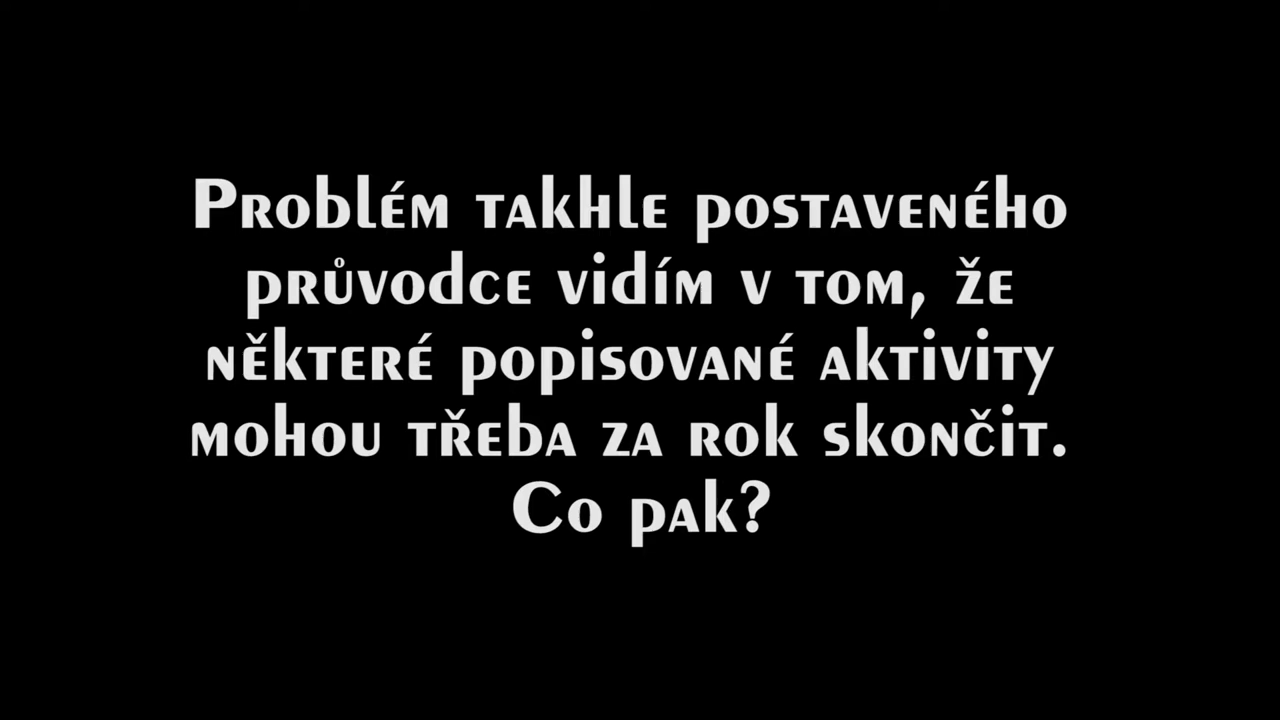 Problém takhle postaveného
průvodce vidím v tom, že
některé popisované aktivity
mohou třeba za rok skončit.
Co pak?